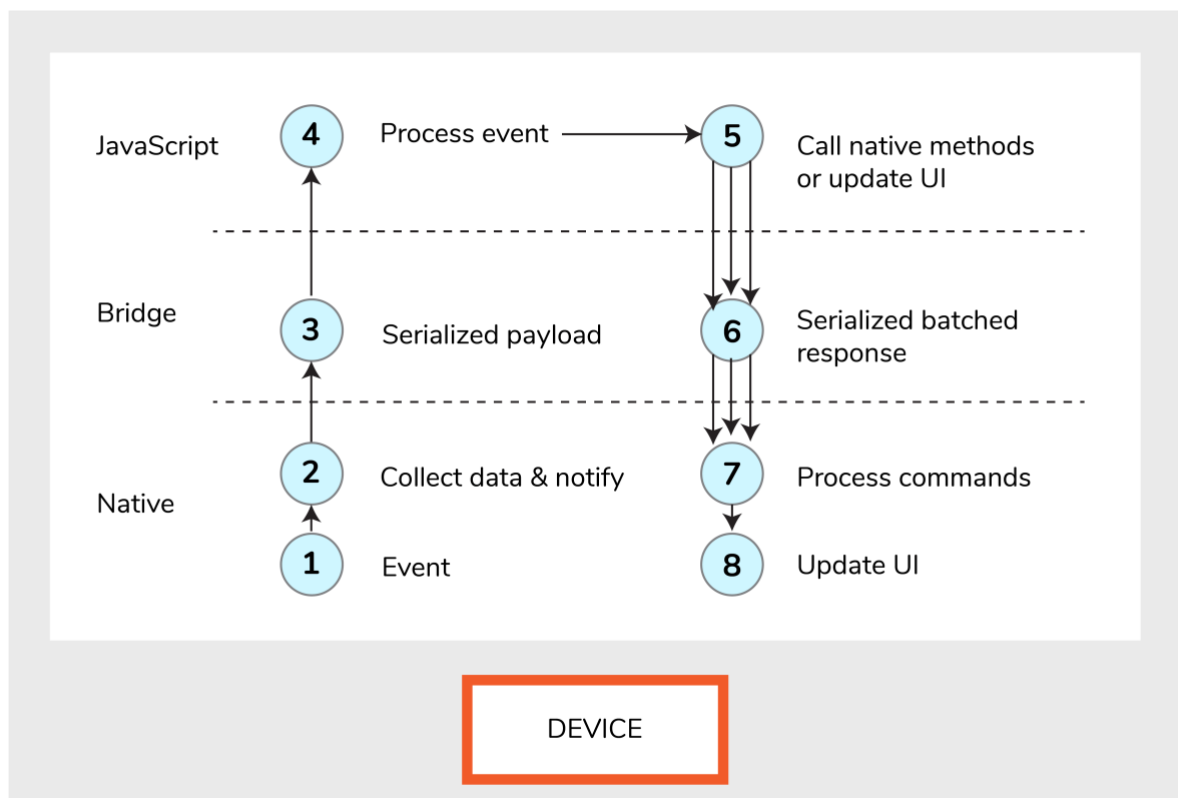 JavaScript
4
Process event
5
Call native methods
or update UI
Bridge
3
Serialized payload
6
Serialized batched
response
Native
2
Collect data & notify
7
Process commands
1
Event
8
Update UI
DEVICE